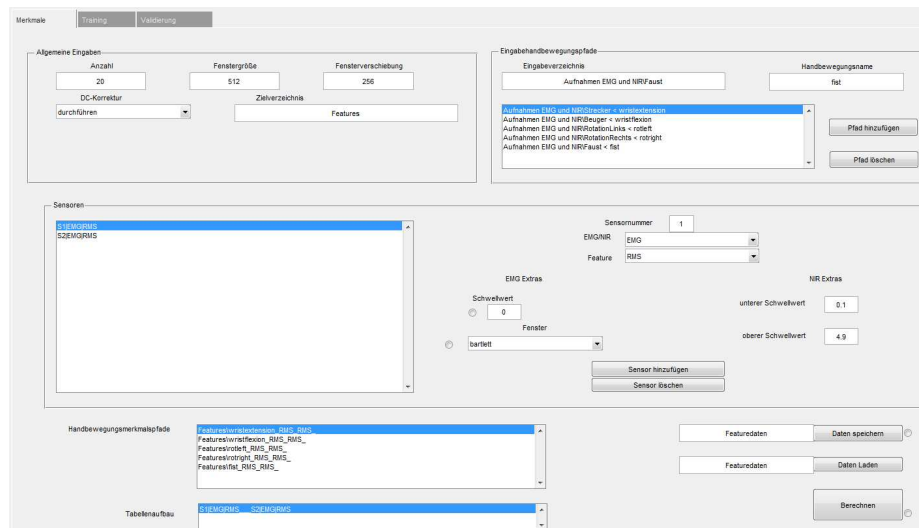 Merkmale Training Validierung
Allgemeine Eingaben
Anzahl Fenstergröße Fensterverschiebung
20 512 256
DC-Korrektur Zielverzeichnis
durchführen Features
Eingabehandbewegungspfade
Eingabeverzeichnis Handbewegungsname
Aufnahmen EMG und NIR\Faust fist
Aufnahmen EMG und NIR\Strecker < wristextension
Aufnahmen EMG und NIR\Beuger < wristflexion
Aufnahmen EMG und NIR\RotationLinks < rotleft
Aufnahmen EMG und NIR\RotationRechts < rotright
Aufnahmen EMG und NIR\Faust < fist
Pfad hinzufügen
Pfad löschen
Sensoren
S1|EMG|RMS
S2|EMG|RMS
Sensornummer 1
EMG/NIR EMG
Feature RMS
EMG Extras NIR Extras
Schwellwert
0
Fenster
bartlett
unterer Schwellwert 0.1
oberer Schwellwert 4.9
Sensor hinzufügen
Sensor löschen
Handbewegungsmerkmalspfade
Features\wristextension_RMS_RMS_
Features\wristflexion_RMS_RMS_
Features\rotleft_RMS_RMS_
Features\rotright_RMS_RMS_
Features\fist_RMS_RMS_
Featuredaten Daten speichern
Featuredaten Daten Laden
Berechnen
Tabellenaufbau
S1|EMG|RMS___S2|EMG|RMS